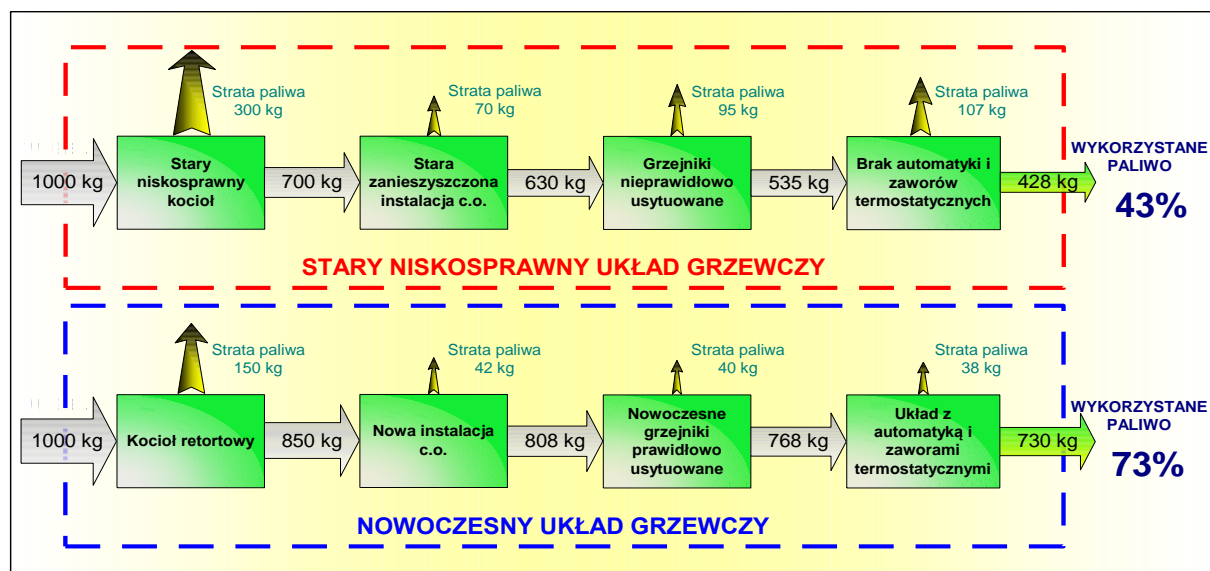 Strata paliwa
300 kg
Strata paliwa
70 kg
Strata paliwa
95 kg
Strata paliwa
107 kg
1000 kg
Stary
niskosprawny
kocioł
700 kg
Stara
zanieszyszczona
instalacja c.o.
630 kg
Grzejniki
nieprawidłowo
usytuowane
535 kg
Brak automatyki i
zaworów
termostatycznych
428 kg
WYKORZYSTANE
PALIWO
43%
STARY NISKOSPRAWNY UKŁAD GRZEWCZY
Strata paliwa
150 kg
Strata paliwa
42 kg
Strata paliwa
40 kg
Strata paliwa
38 kg
1000 kg
Kocioł retortowy
850 kg
Nowa instalacja
c.o.
808 kg
Nowoczesne
grzejniki
prawidłowo
usytuowane
768 kg
Układ z
automatyką i
zaworami
termostatycznymi
730 kg
WYKORZYSTANE
PALIWO
73%
NOWOCZESNY UKŁAD GRZEWCZY